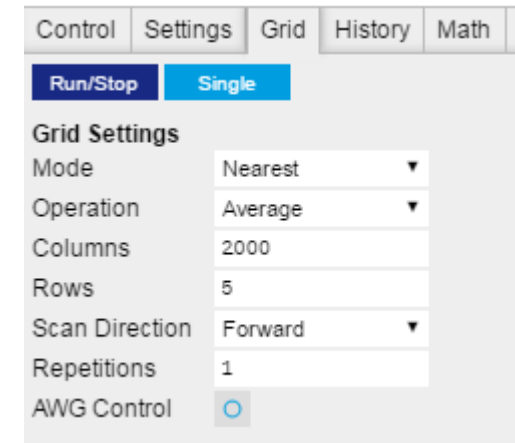 Control Settings Grid History Math
Run/Stop Single
Grid Settings
Mode Nearest
Operation Average
Columns 2000
Rows 5
Scan Direction Forward
Repetitions 1
AWG Control